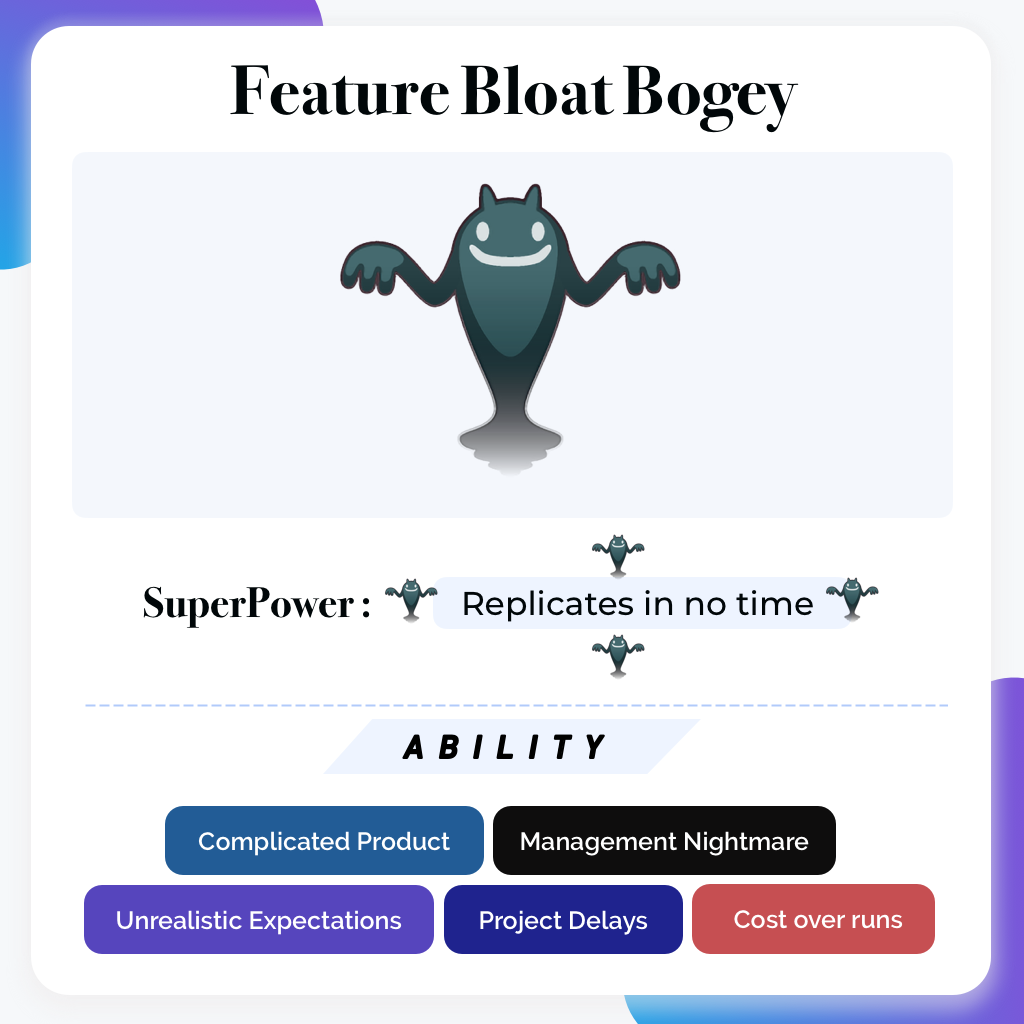 Feature Bloat Bogey
SuperPower : Replicates in no time
ABILITY
Complicated Product
Management Nightmare
Unrealistic Expectations
Project Delays
Cost over runs